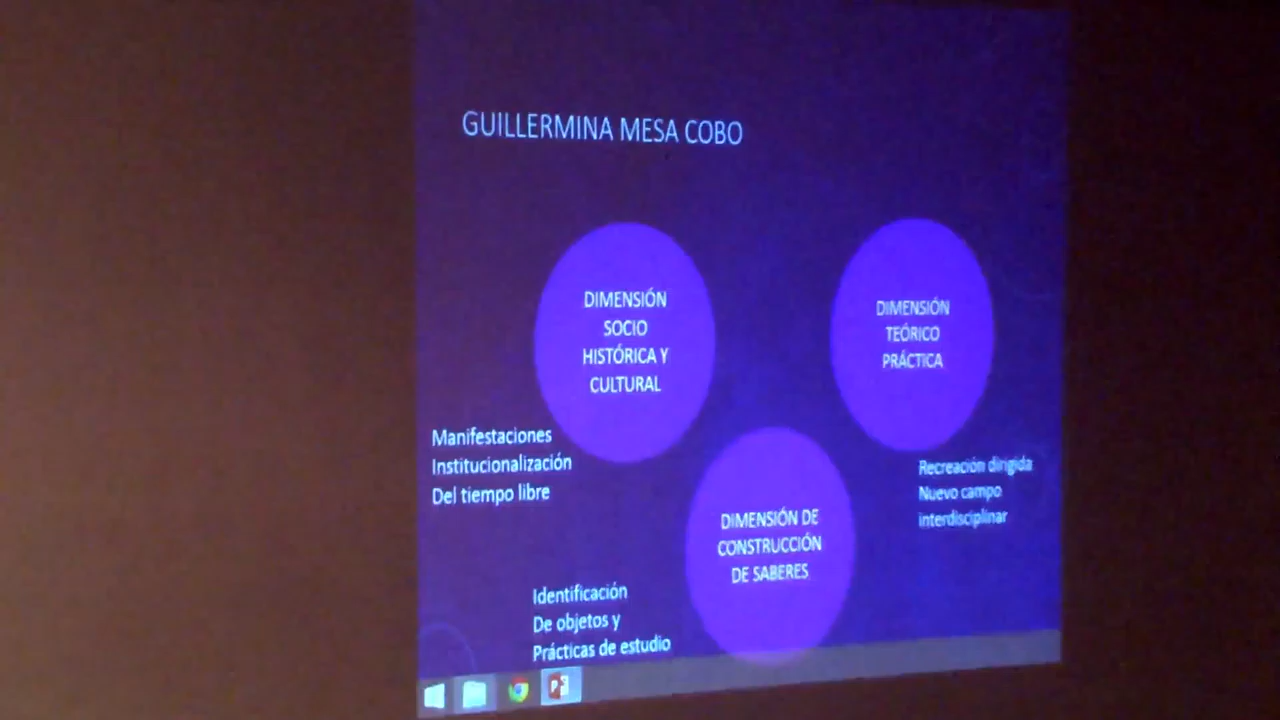 GUILLERMINA MESA COBO
DIMENSIÓN
SOCIO
HISTÓRICA Y
CULTURAL
Manifestaciones
Institucionalización
Del tiempo libre
DIMENSIÓN
TEÓRICO
PRÁCTICA
Recreación dirigida
Nuevo campo
interdisciplinar
DIMENSIÓN DE
CONSTRUCCIÓN
DE SABERES
Identificación
De objetos y
Prácticas de estudio